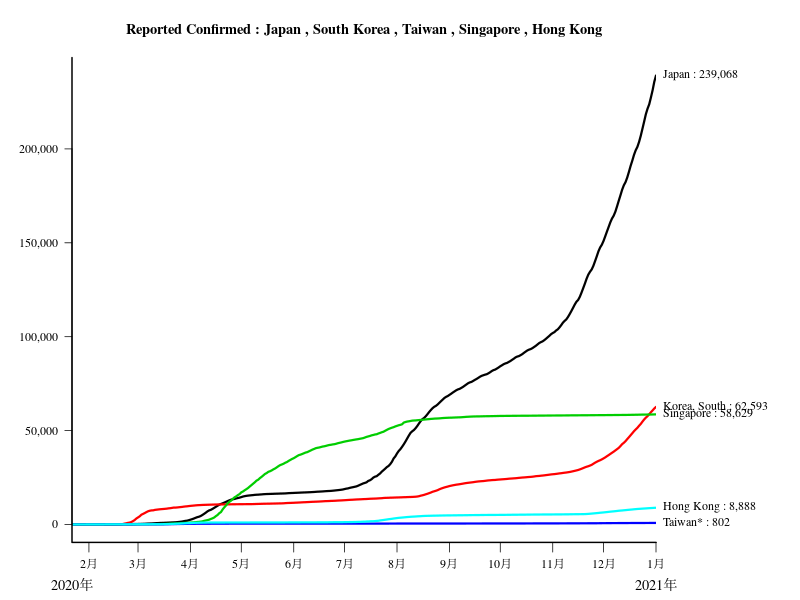 Reported Confirmed : Japan , South Korea , Taiwan , Singapore , Hong Kong
Japan : 239,068
200,000
150,000
100,000
50,000
0
Korea, South : 62,593
Singapore : 58,629
Hong Kong : 8,888
Taiwan* : 802
2月 3月 4月 5月 6月 7月 8月 9月 10月 11月 12月 1月
2020年 2021年